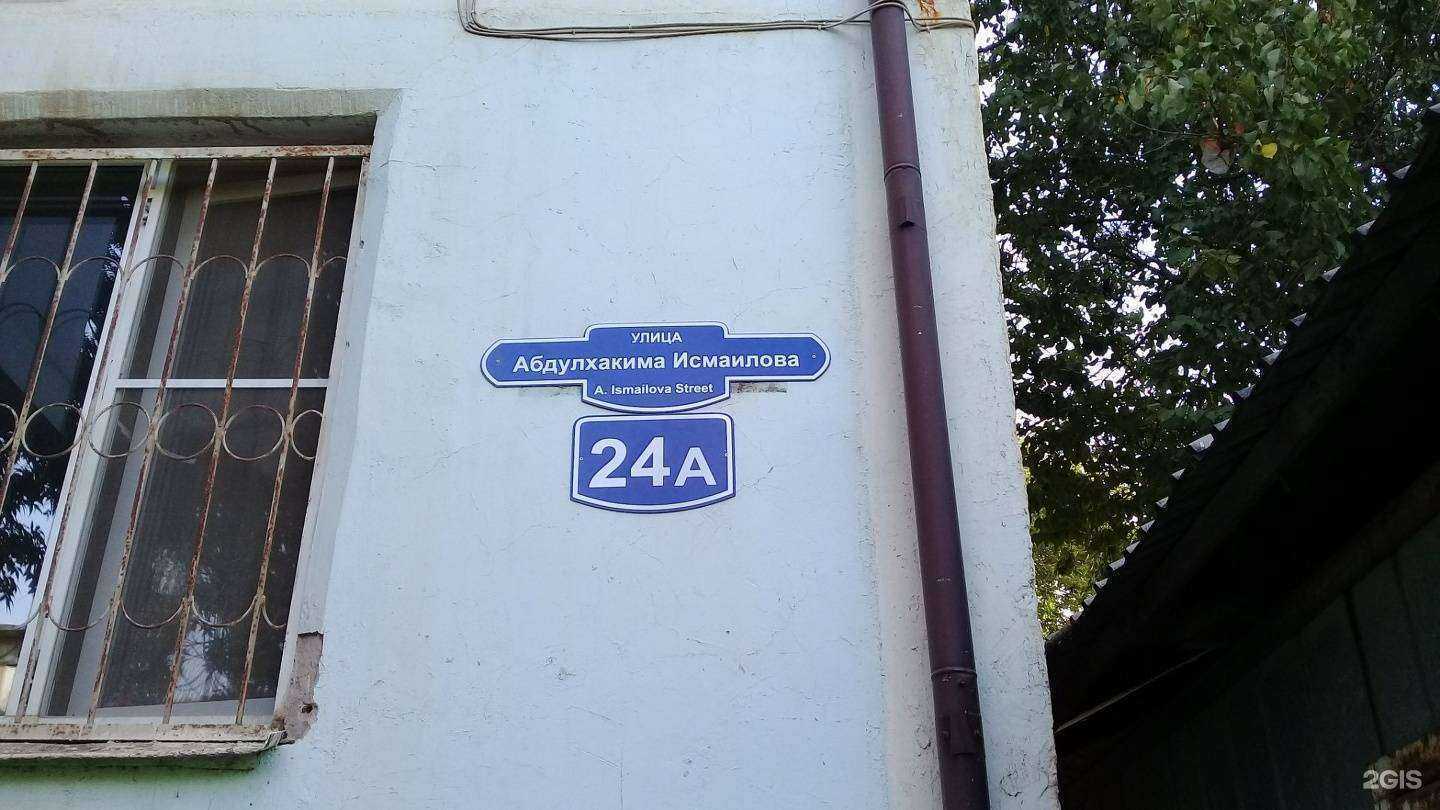 УЛИЦА
Абдулхакима Исмаилова
A. Ismailova Street
24А
2GIS